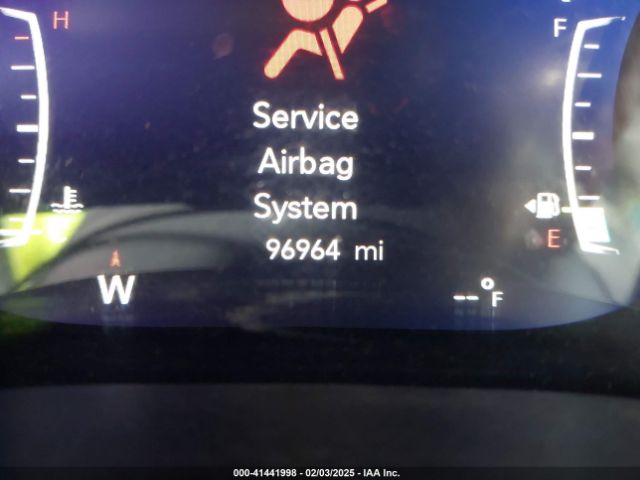 H
F
Service
Airbag
System
96964 mi
C
E
W
--°F
000-41441998 - 02/03/2025 - IAA Inc.